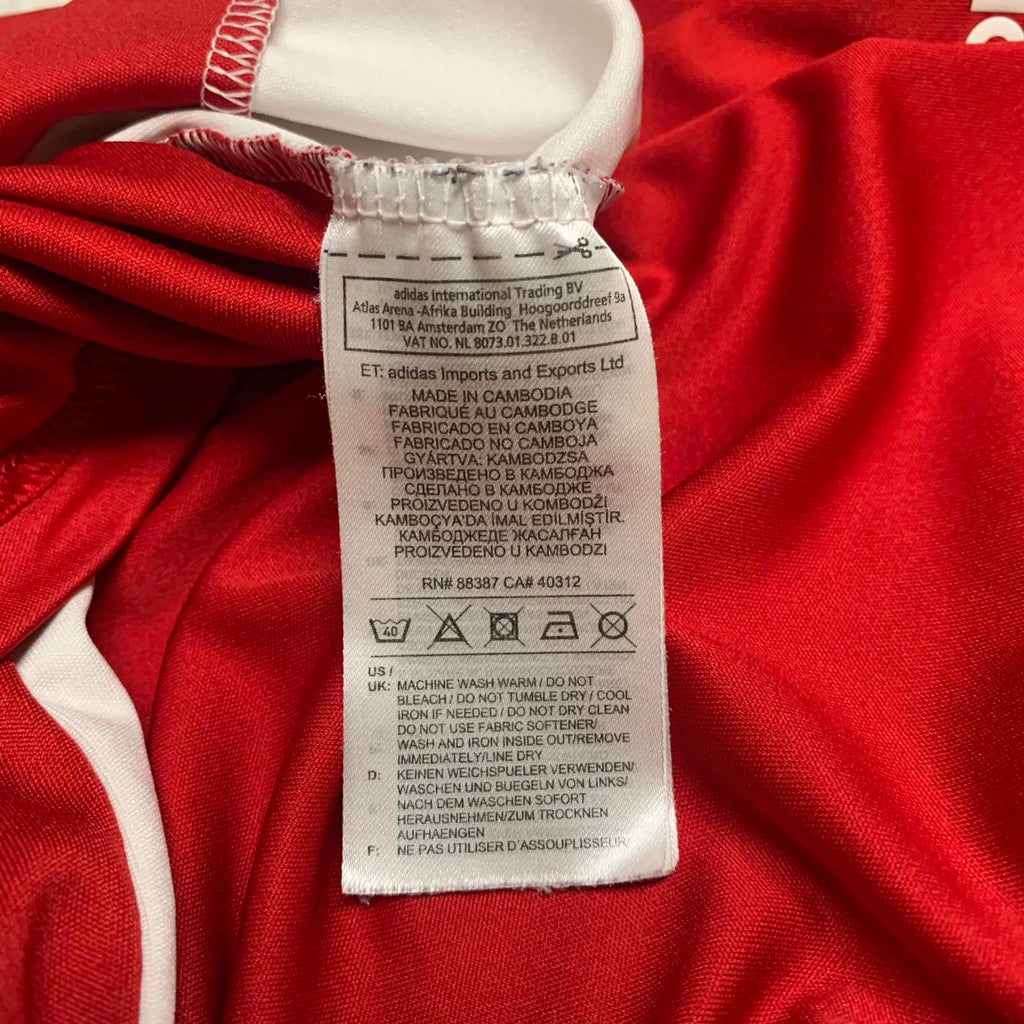 adidas International Trading BV
Atlas Arena -Afrika Building Hoogoorddreef 9a
1101 BA Amsterdam ZO The Netherlands
VAT NO. NL 8073.01.322.B.01
ET: adidas Imports and Exports Ltd
MADE IN CAMBODIA
FABRIQUÉ AU CAMBODGE
FABRICADO EN CAMBOYA
FABRICADO NO CAMBOJA
GYÁRTVA: KAMBODZSA
ПРОИЗВЕДЕНО В КАМБОДЖА
СДЕЛАНО В КАМБОДЖЕ
PROIZVEDENO U KOMBODŽI
KAMBOÇYA'DA İMAL EDİLMİŞTİR.
КАМБОДЖЕДЕ ЖАСАЛҒАН
PROIZVEDENO U KAMBODZI
RN# 88387 CA# 40312
40
US /
UK: MACHINE WASH WARM / DO NOT
BLEACH / DO NOT TUMBLE DRY / COOL
IRON IF NEEDED / DO NOT DRY CLEAN
DO NOT USE FABRIC SOFTENER/
WASH AND IRON INSIDE OUT/REMOVE
IMMEDIATELY/LINE DRY
D: KEINEN WEICHSPUELER VERWENDEN/
WASCHEN UND BUEGELN VON LINKS/
NACH DEM WASCHEN SOFORT
HERAUSNEHMEN/ZUM TROCKNEN
AUFHAENGEN
F: NE PAS UTILISER D'ASSOUPLISSEUR/